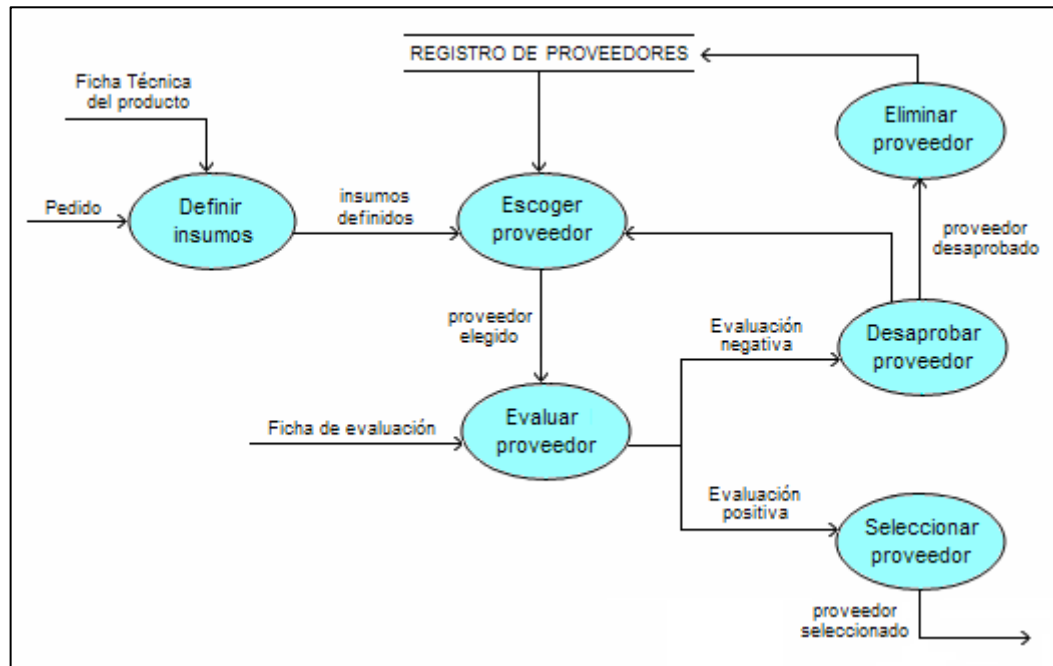 REGISTRO DE PROVEEDORES
Ficha Técnica
del producto
Eliminar
proveedor
Pedido
Definir
insumos
insumos
definidos
Escoger
proveedor
proveedor
desaprobado
proveedor
elegido
Evaluación
negativa
Desaprobar
proveedor
Ficha de evaluación
Evaluar
proveedor
Evaluación
positiva
Seleccionar
proveedor
proveedor
seleccionado